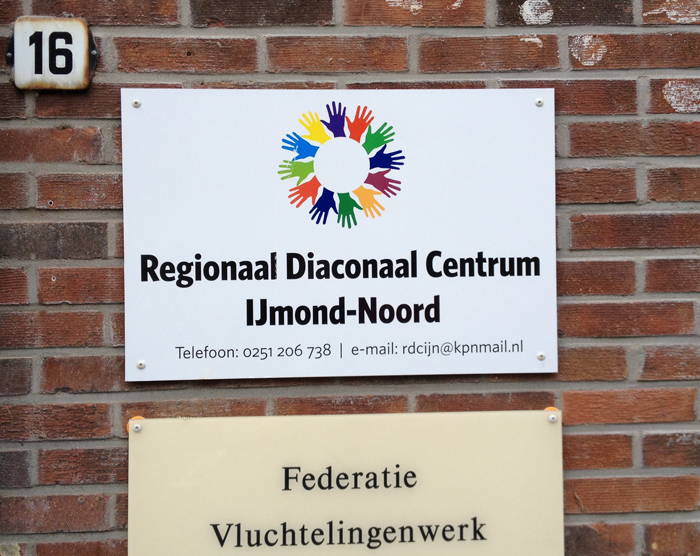 16
Regionaal Diaconaal Centrum
IJmond-Noord
Telefoon: 0251 206 738 | e-mail: rdcijn@kpnmail.nl
Federatie
Vluchtelingenwerk